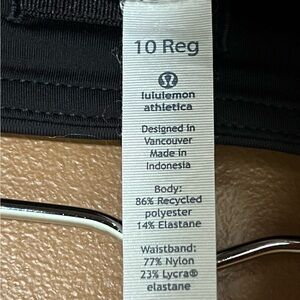 10 Reg
lululemon
athletica
Designed in
Vancouver
Made in
Indonesia
Body:
86% Recycled
polyester
14% Elastane
Waistband:
77% Nylon
23% Lycra®
elastane